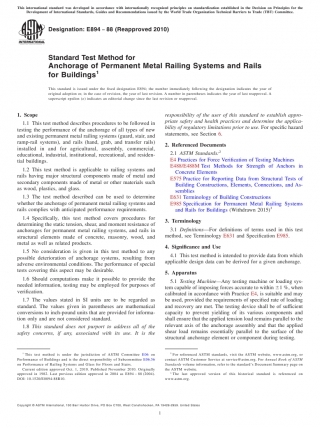 This international standard was developed in accordance with internationally recognized principles on standardization established in the Decision on Principles for the
Development of International Standards, Guides and Recommendations issued by the World Trade Organization Technical Barriers to Trade (TBT) Committee.
INTERNATIONAL
Designation: E894 – 88 (Reapproved 2010)
Standard Test Method for
Anchorage of Permanent Metal Railing Systems and Rails
for Buildings1
This standard is issued under the fixed designation E894; the number immediately following the designation indicates the year of
original adoption or, in the case of revision, the year of last revision. A number in parentheses indicates the year of last reapproval. A
superscript epsilon (ε) indicates an editorial change since the last revision or reapproval.
1. Scope
1.1 This test method describes procedures to be followed in
testing the performance of the anchorage of all types of new
and existing permanent metal railing systems (guard, stair, and
ramp-rail systems), and rails (hand, grab, and transfer rails)
installed in and for agricultural, assembly, commercial,
educational, industrial, institutional, recreational, and residen-
tial buildings.
1.2 This test method is applicable to railing systems and
rails having major structural components made of metal and
secondary components made of metal or other materials such
as wood, plastics, and glass.
1.3 The test method described can be used to determine
whether the anchorage of permanent metal railing systems and
rails complies with anticipated performance requirements.
1.4 Specifically, this test method covers procedures for
determining the static tension, shear, and moment resistance of
anchorages for permanent metal railing systems, and rails in
structural elements made of concrete, masonry, wood, and
metal as well as related products.
1.5 No consideration is given in this test method to any
possible deterioration of anchorage systems, resulting from
adverse environmental conditions. The performance of special
tests covering this aspect may be desirable.
1.6 Should computations make it possible to provide the
needed information, testing may be employed for purposes of
verification.
1.7 The values stated in SI units are to be regarded as
standard. The values given in parentheses are mathematical
conversions to inch-pound units that are provided for informa-
tion only and are not considered standard.
1.8 This standard does not purport to address all of the
safety concerns, if any, associated with its use. It is the
responsibility of the user of this standard to establish appro-
priate safety and health practices and determine the applica-
bility of regulatory limitations prior to use. For specific hazard
statements, see Section 6.
2. Referenced Documents
2.1 ASTM Standards:2
E4 Practices for Force Verification of Testing Machines
E488/E488M Test Methods for Strength of Anchors in
Concrete Elements
E575 Practice for Reporting Data from Structural Tests of
Building Constructions, Elements, Connections, and As-
semblies
E631 Terminology of Building Constructions
E985 Specification for Permanent Metal Railing Systems
and Rails for Buildings (Withdrawn 2015)3
3. Terminology
3.1 Definitions—For definitions of terms used in this test
method, see Terminology E631 and Specification E985.
4. Significance and Use
4.1 This test method is intended to provide data from which
applicable design data can be derived for a given anchorage.
5. Apparatus
5.1 Testing Machine—Any testing machine or loading sys-
tem capable of imposing forces accurate to within ± 1 %, when
calibrated in accordance with Practice E4, is suitable and may
be used, provided the requirements of specified rate of loading
and recovery are met. The testing device shall be of sufficient
capacity to prevent yielding of its various components and
shall ensure that the applied tension load remains parallel to the
relevant axis of the anchorage assembly and that the applied
shear load remains essentially parallel to the surface of the
structural anchorage element or component during testing.
1 This test method is under the jurisdiction of ASTM Committee E06 on
Performance of Buildings and is the direct responsibility of Subcommittee E06.56
on Performance of Railing Systems and Glass for Floors and Stairs.
Current edition approved Oct. 1, 2010. Published November 2010. Originally
approved in 1982. Last previous edition approved in 2004 as E894 – 88 (2004).
DOI: 10.1520/E0894-88R10.
2 For referenced ASTM standards, visit the ASTM website, www.astm.org, or
contact ASTM Customer Service at service@astm.org. For Annual Book of ASTM
Standards volume information, refer to the standard's Document Summary page on
the ASTM website.
3 The last approved version of this historical standard is referenced on
www.astm.org.
Copyright © ASTM International, 100 Barr Harbor Drive, PO Box C700, West Conshohocken, PA 19428-2959. United States
1